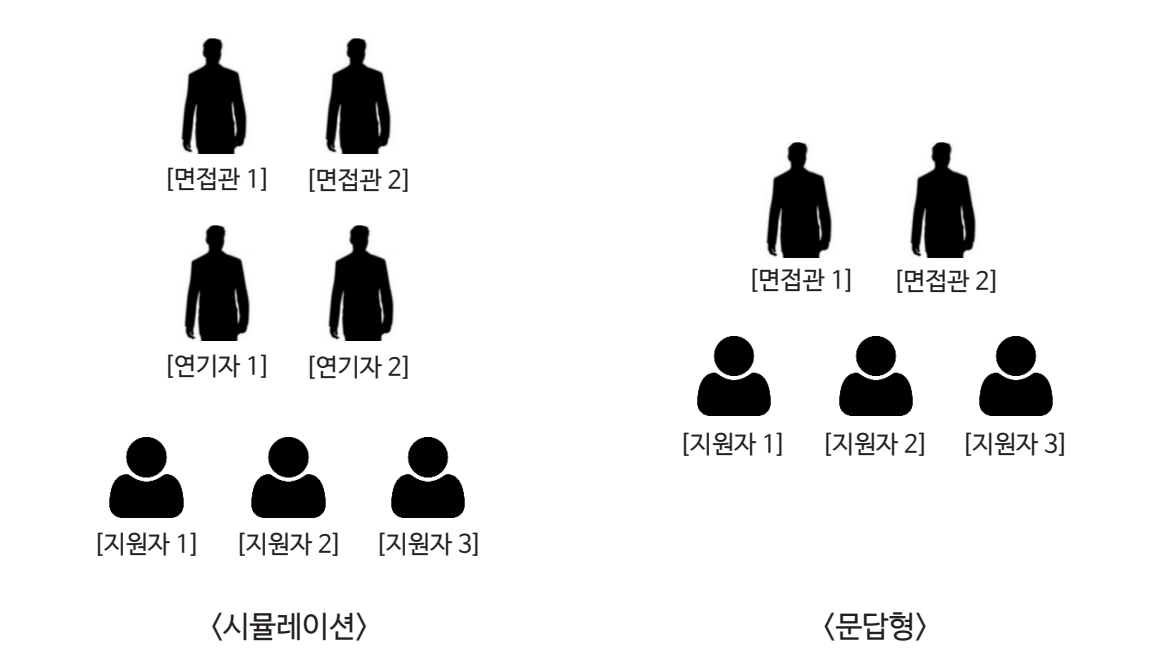 [면접관 1] [면접관 2]
[연기자 1] [연기자 2]
[지원자 1] [지원자 2] [지원자 3]
〈시뮬레이션〉
[면접관 1] [면접관 2]
[지원자 1] [지원자 2] [지원자 3]
〈문답형〉